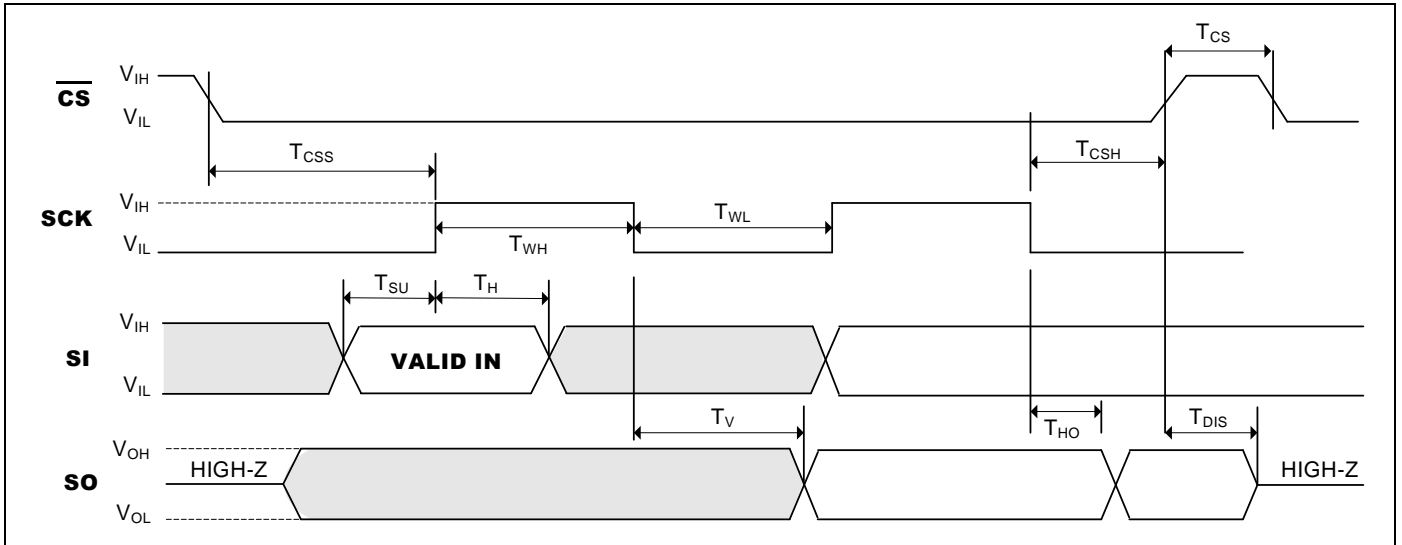 T_CS
V_IH
CS
V_IL
T_CSS
T_CSH
V_IH
SCK
T_WL
V_IL
T_WH
T_SU
T_H
V_IH
SI
VALID IN
V_IL
T_V
T_HO
T_DIS
V_OH
HIGH-Z
HIGH-Z
SO
V_OL